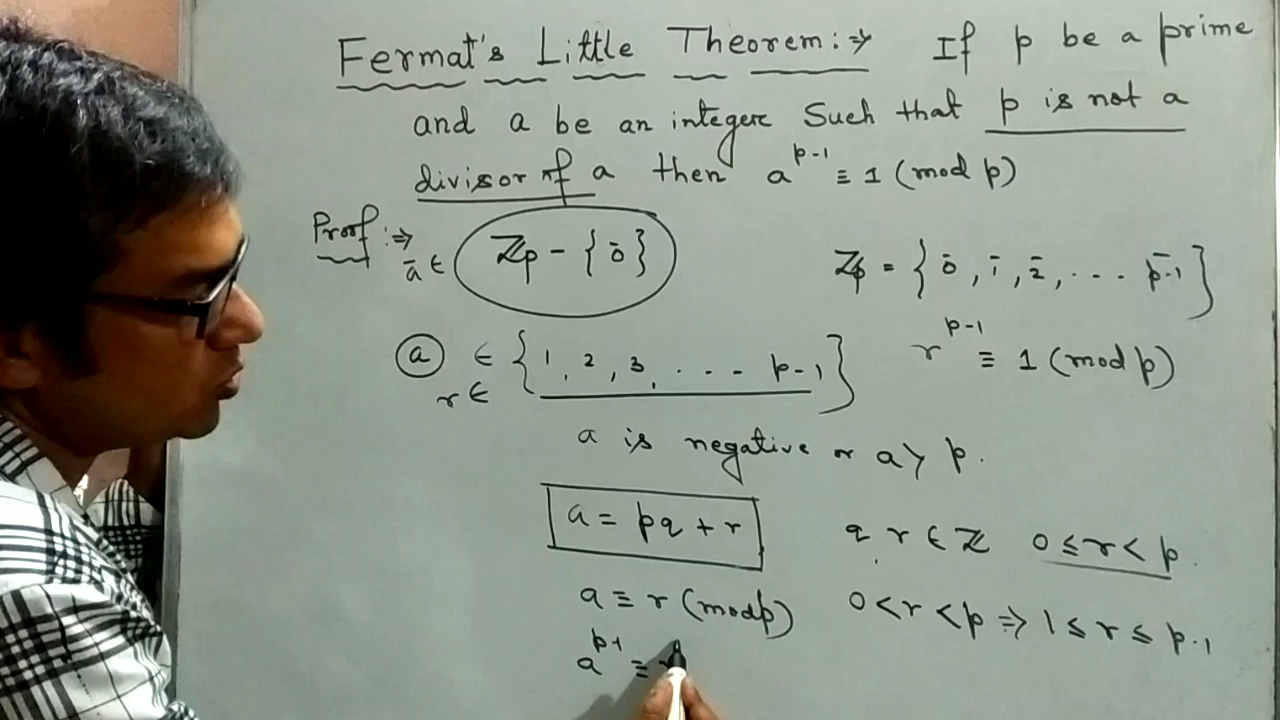 Fermat's Little Theorem :⇒ If p be a prime
and a be an integer Such that p is not a
divisor of a then a^{p-1} ≡ 1 (mod p)
Proof :⇒ ā ∈ ℤp - {0̄}
ℤp = {0̄, 1̄, 2̄, . . . p-1̄}
a ∈ {1, 2, 3, . . . p-1}
r ∈
r^{p-1} ≡ 1 (mod p)
a is negative or a > p.
a = pq + r
q, r ∈ ℤ 0 ≤ r < p.
a ≡ r (mod p)
0 < r < p ⇒ 1 ≤ r ≤ p-1
a^{p-1} ≡